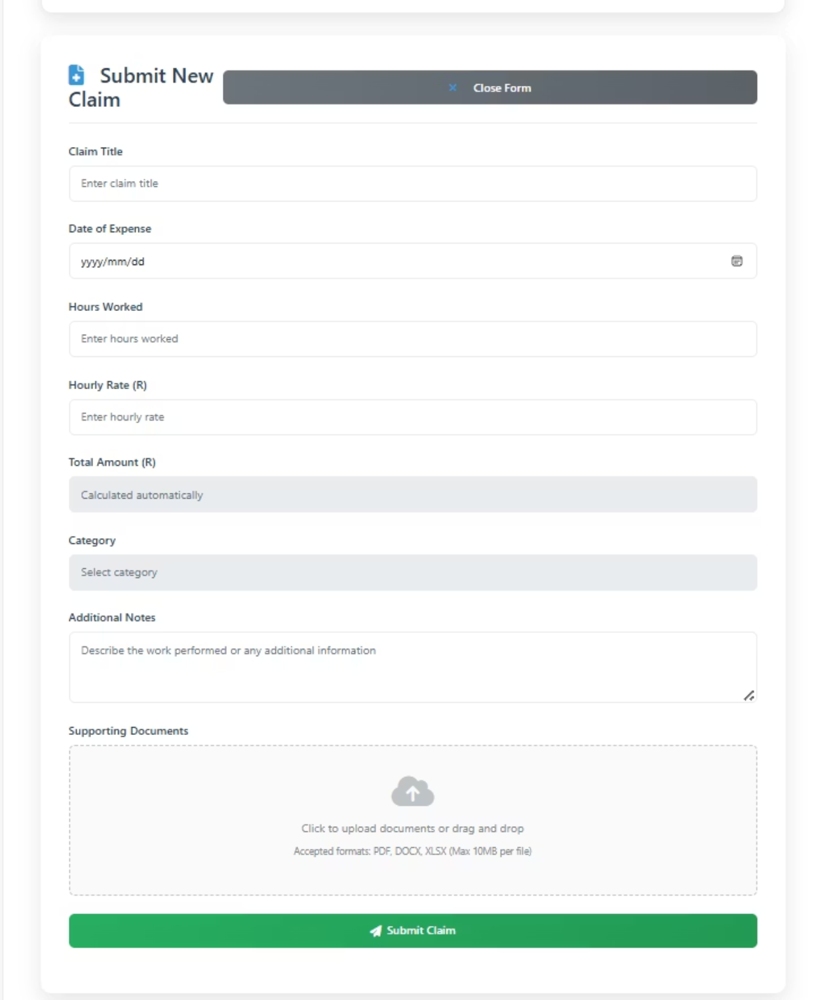 Submit New
Claim
Close Form
Claim Title
Enter claim title
Date of Expense
yyyy/mm/dd
Hours Worked
Enter hours worked
Hourly Rate (R)
Enter hourly rate
Total Amount (R)
Calculated automatically
Category
Select category
Additional Notes
Describe the work performed or any additional information
Supporting Documents
Click to upload documents or drag and drop
Accepted formats: PDF, DOCX, XLSX (Max 10MB per file)
Submit Claim